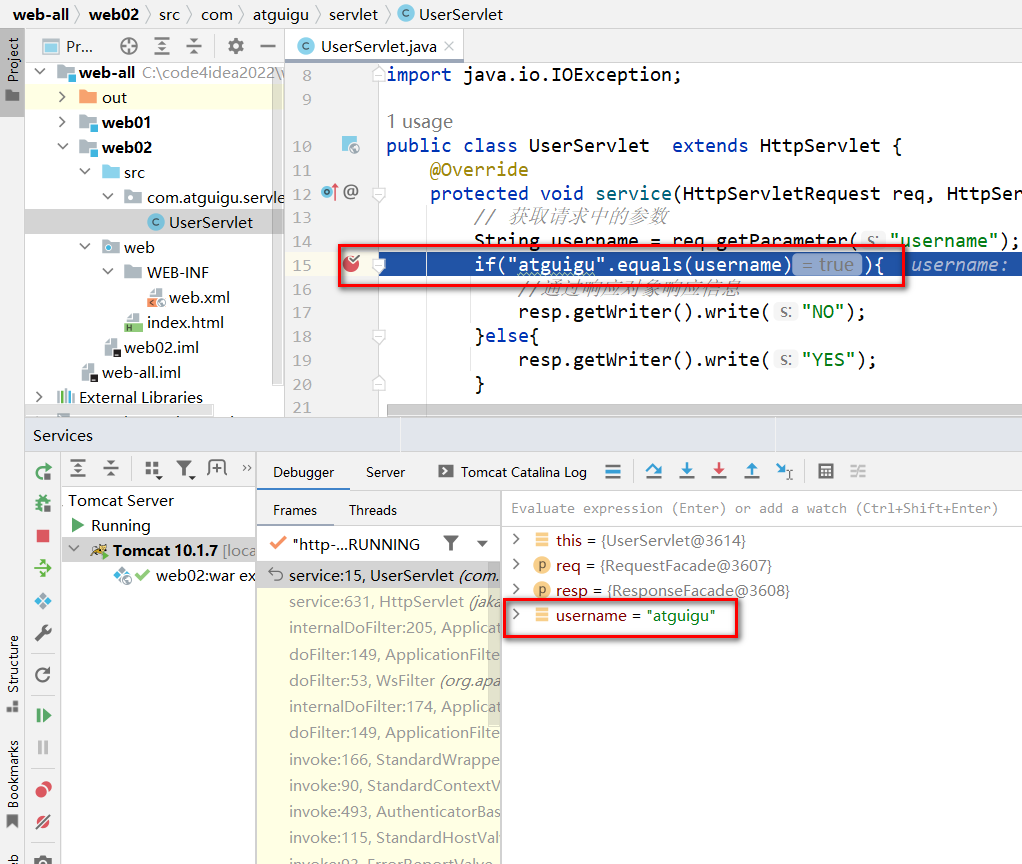 web-all
web02
src
com
atguigu
servlet
UserServlet
Project
Pr...
UserServlet.java
web-all C:\code4idea2022\
out
web01
web02
src
com.atguigu.servle
UserServlet
web
WEB-INF
web.xml
index.html
web02.iml
web-all.iml
External Libraries
8 import java.io.IOException;
9
1 usage
10 public class UserServlet extends HttpServlet {
11 @Override
12 protected void service(HttpServletRequest req, HttpSer
13 // 获取请求中的参数
14 String username = req.getParameter( s: "username");
15 if("atguigu".equals(username) = true ){ username:
16 //通过响应对象响应信息
17 resp.getWriter().write( s: "NO");
18 }else{
19 resp.getWriter().write( s: "YES");
20 }
21
Services
Debugger
Server
Tomcat Catalina Log
Tomcat Server
Running
Tomcat 10.1.7 [loca
web02:war ex
Frames
Threads
"http-...RUNNING
service:15, UserServlet (com.
service:631, HttpServlet (jaka
internalDoFilter:205, Applicat
doFilter:149, ApplicationFilte
doFilter:53, WsFilter (org.apa
internalDoFilter:174, Applicat
doFilter:149, ApplicationFilte
invoke:166, StandardWrappe
invoke:90, StandardContextV
invoke:493, AuthenticatorBas
invoke:115, StandardHostVal
invoke:93, ErrorReportValve
Evaluate expression (Enter) or add a watch (Ctrl+Shift+Enter)
this = {UserServlet@3614}
req = {RequestFacade@3607}
resp = {ResponseFacade@3608}
username = "atguigu"
Structure
Bookmarks